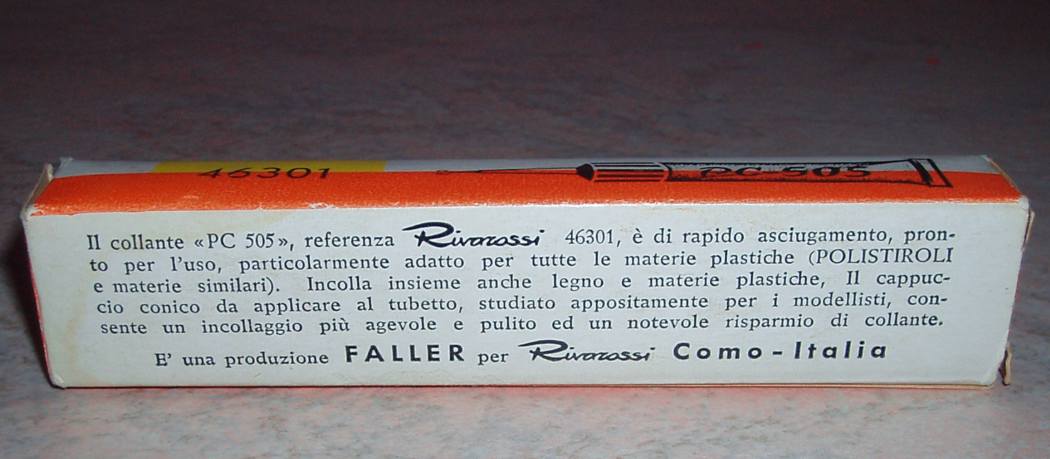 46301
PC 505
Il collante «PC 505», referenza Rivarossi 46301, è di rapido asciugamento, pron-
to per l'uso, particolarmente adatto per tutte le materie plastiche (POLISTIROLI
e materie similari). Incolla insieme anche legno e materie plastiche, Il cappuc-
cio conico da applicare al tubetto, studiato appositamente per i modellisti, con-
sente un incollaggio più agevole e pulito ed un notevole risparmio di collante.
E' una produzione FALLER per Rivarossi Como-Italia